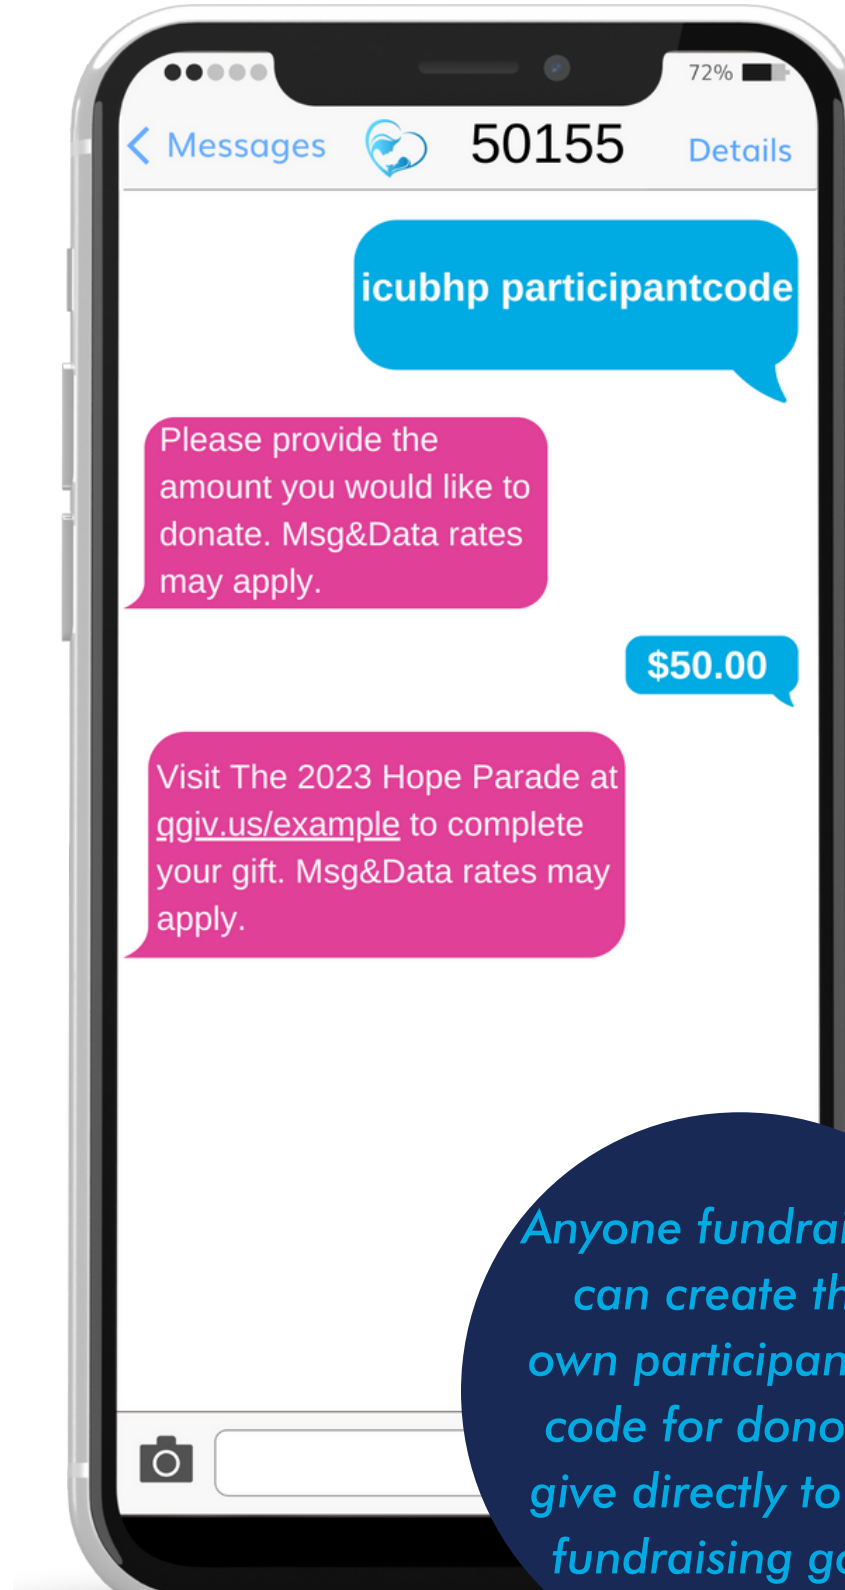 72%
Messages 50155 Details
icubhp participantcode
Please provide the
amount you would like to
donate. Msg&Data rates
may apply.
$50.00
Visit The 2023 Hope Parade at
qgiv.us/example to complete
your gift. Msg&Data rates may
apply.
Anyone
can create
own
code for
give directly to
fundraising